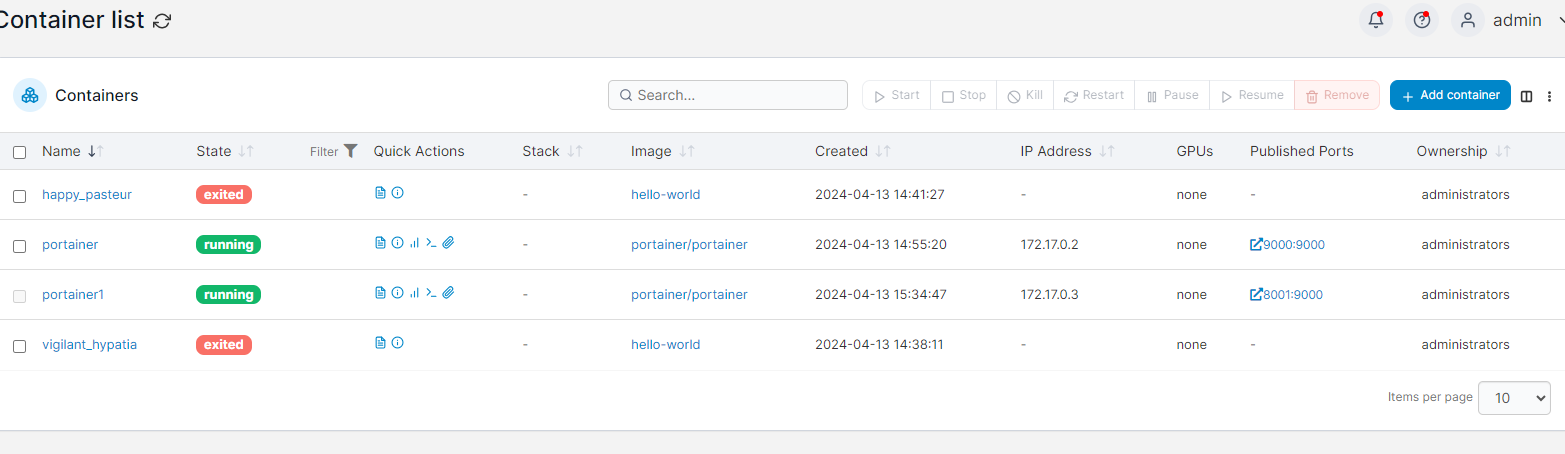 Container list
admin
Containers
Search...
Start Stop Kill Restart Pause Resume Remove
Add container
Name State Filter Quick Actions Stack Image Created IP Address GPUs Published Ports Ownership
happy_pasteur exited - hello-world 2024-04-13 14:41:27 - none - administrators
portainer running - portainer/portainer 2024-04-13 14:55:20 172.17.0.2 none 9000:9000 administrators
portainer1 running - portainer/portainer 2024-04-13 15:34:47 172.17.0.3 none 8001:9000 administrators
vigilant_hypatia exited - hello-world 2024-04-13 14:38:11 - none - administrators
Items per page 10